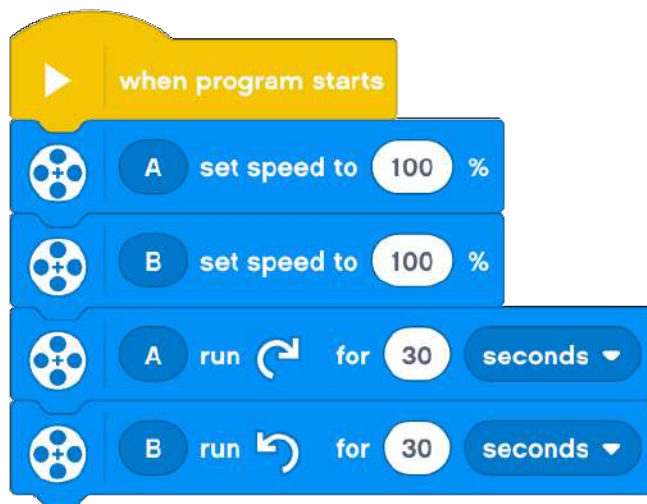 when program starts
A set speed to 100 %
B set speed to 100 %
A run for 30 seconds
B run for 30 seconds